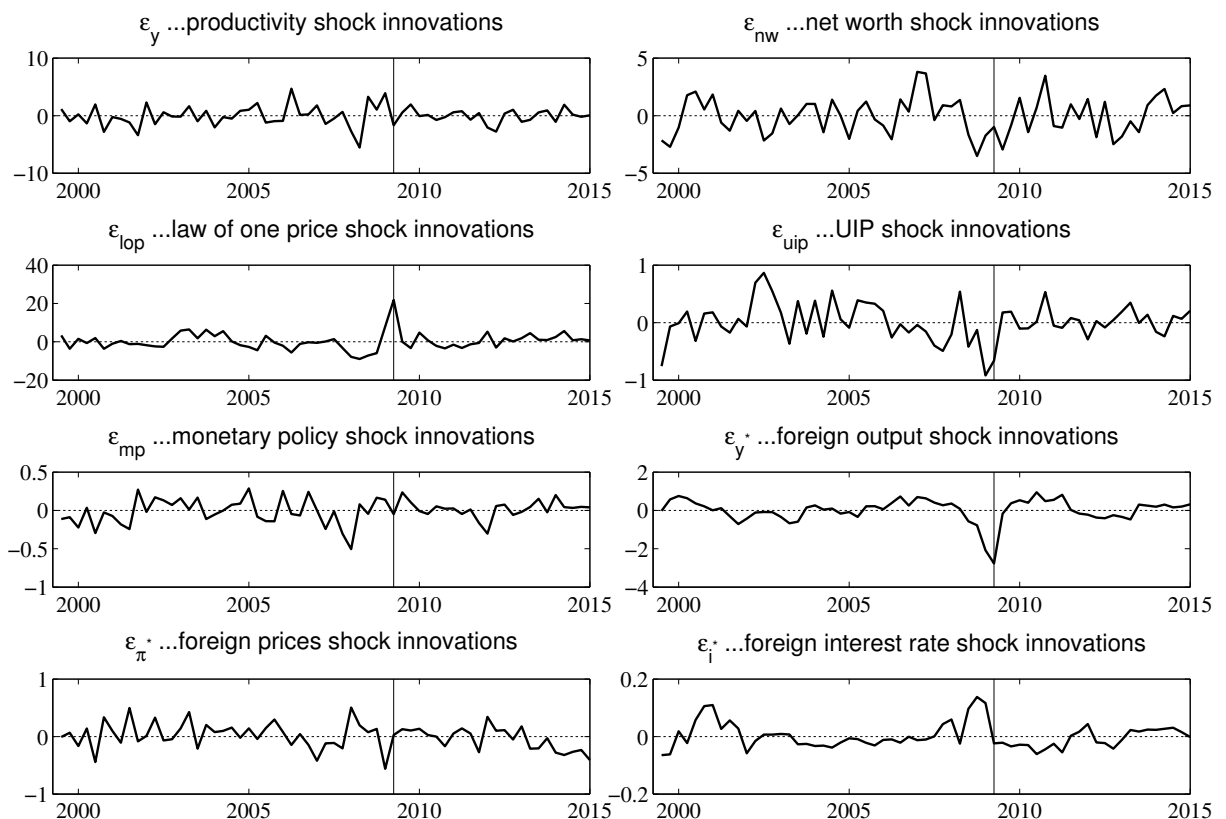 ε_y ...productivity shock innovations
10
0
−10
2000 2005 2010 2015
ε_nw ...net worth shock innovations
5
0
−5
2000 2005 2010 2015
ε_lop ...law of one price shock innovations
40
20
0
−20
2000 2005 2010 2015
ε_uip ...UIP shock innovations
1
0
−1
2000 2005 2010 2015
ε_mp ...monetary policy shock innovations
0.5
0
−0.5
−1
2000 2005 2010 2015
ε_y* ...foreign output shock innovations
2
0
−2
−4
2000 2005 2010 2015
ε_π* ...foreign prices shock innovations
1
0
−1
2000 2005 2010 2015
ε_i* ...foreign interest rate shock innovations
0.2
0
−0.2
2000 2005 2010 2015